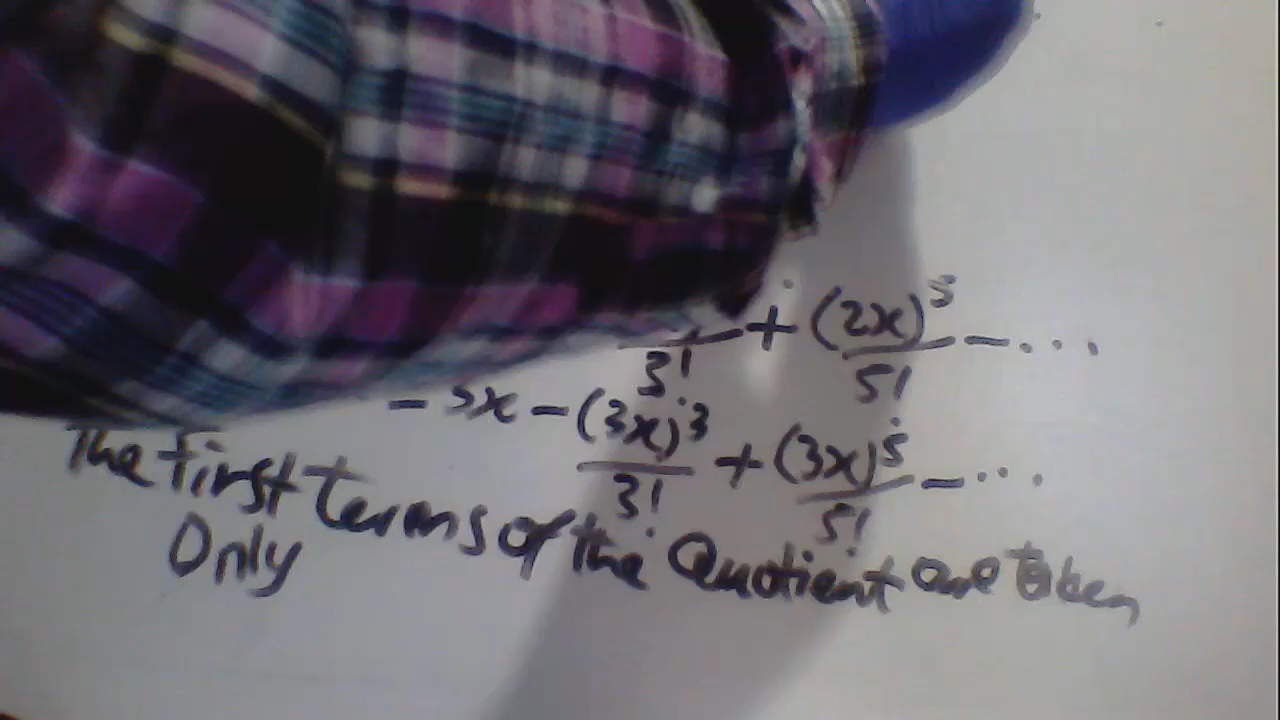 3! + (2x)^5 / 5! - ...
- 3x - (3x)^3 / 3! + (3x)^5 / 5! - ...
The first terms of the Quotient are taken
Only